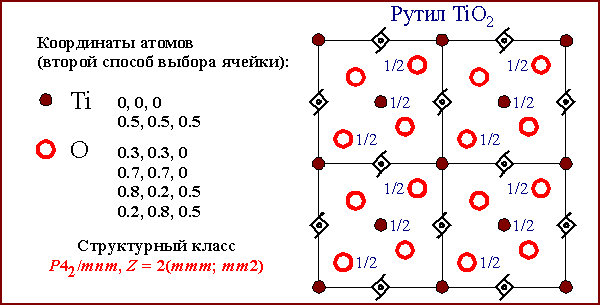 Рутил TiO₂
Координаты атомов
(второй способ выбора ячейки):
Ti 0, 0, 0
0.5, 0.5, 0.5
O 0.3, 0.3, 0
0.7, 0.7, 0
0.8, 0.2, 0.5
0.2, 0.8, 0.5
Структурный класс
P4₂/mnm, Z = 2(mmm; mm2)
1/2 1/2
1/2 1/2
1/2 1/2
1/2 1/2
1/2 1/2
1/2 1/2